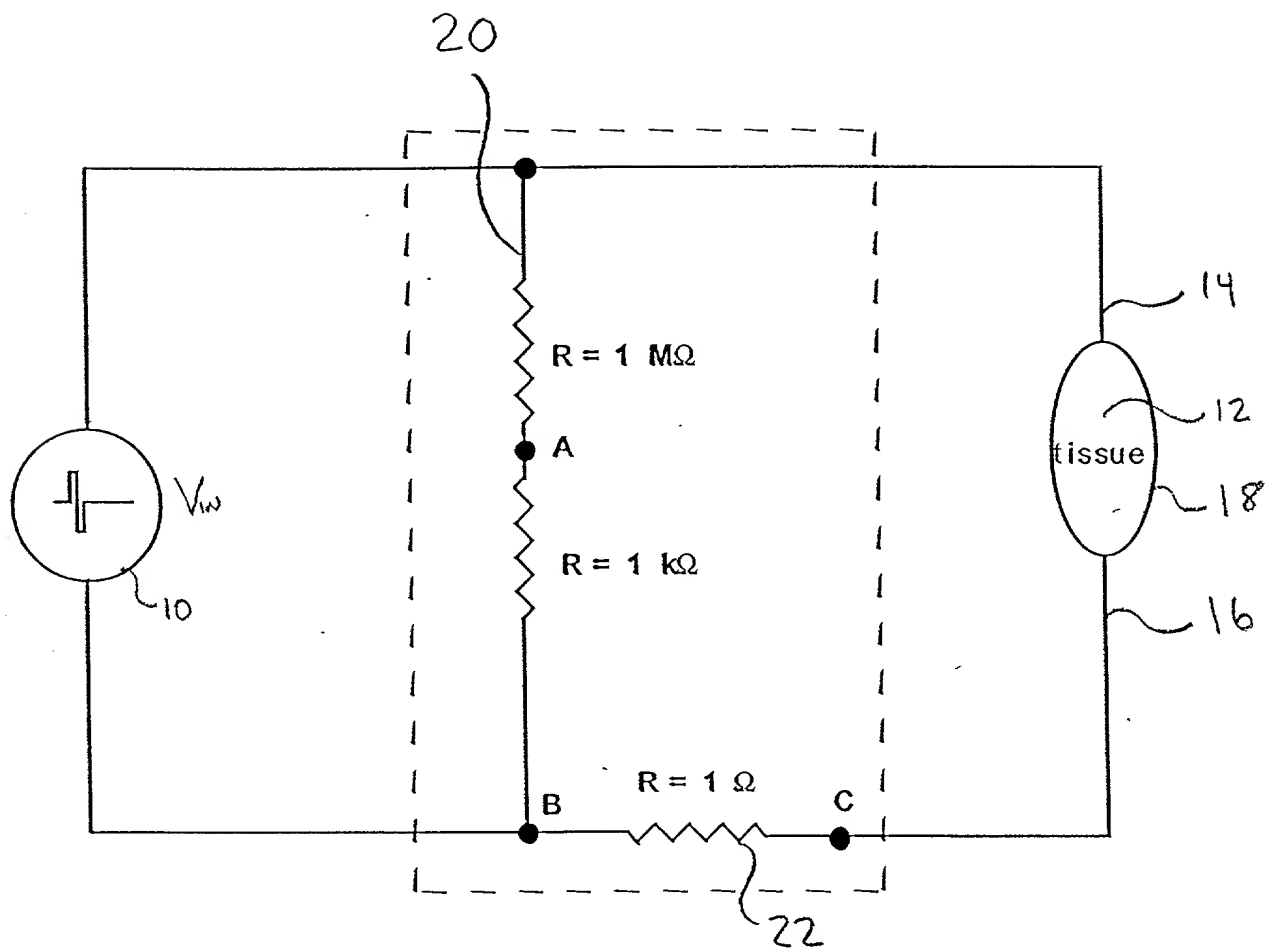 20
14
R = 1 MΩ
12
A
tissue
V_IN
18
R = 1 kΩ
10
16
R = 1 Ω
B
C
22